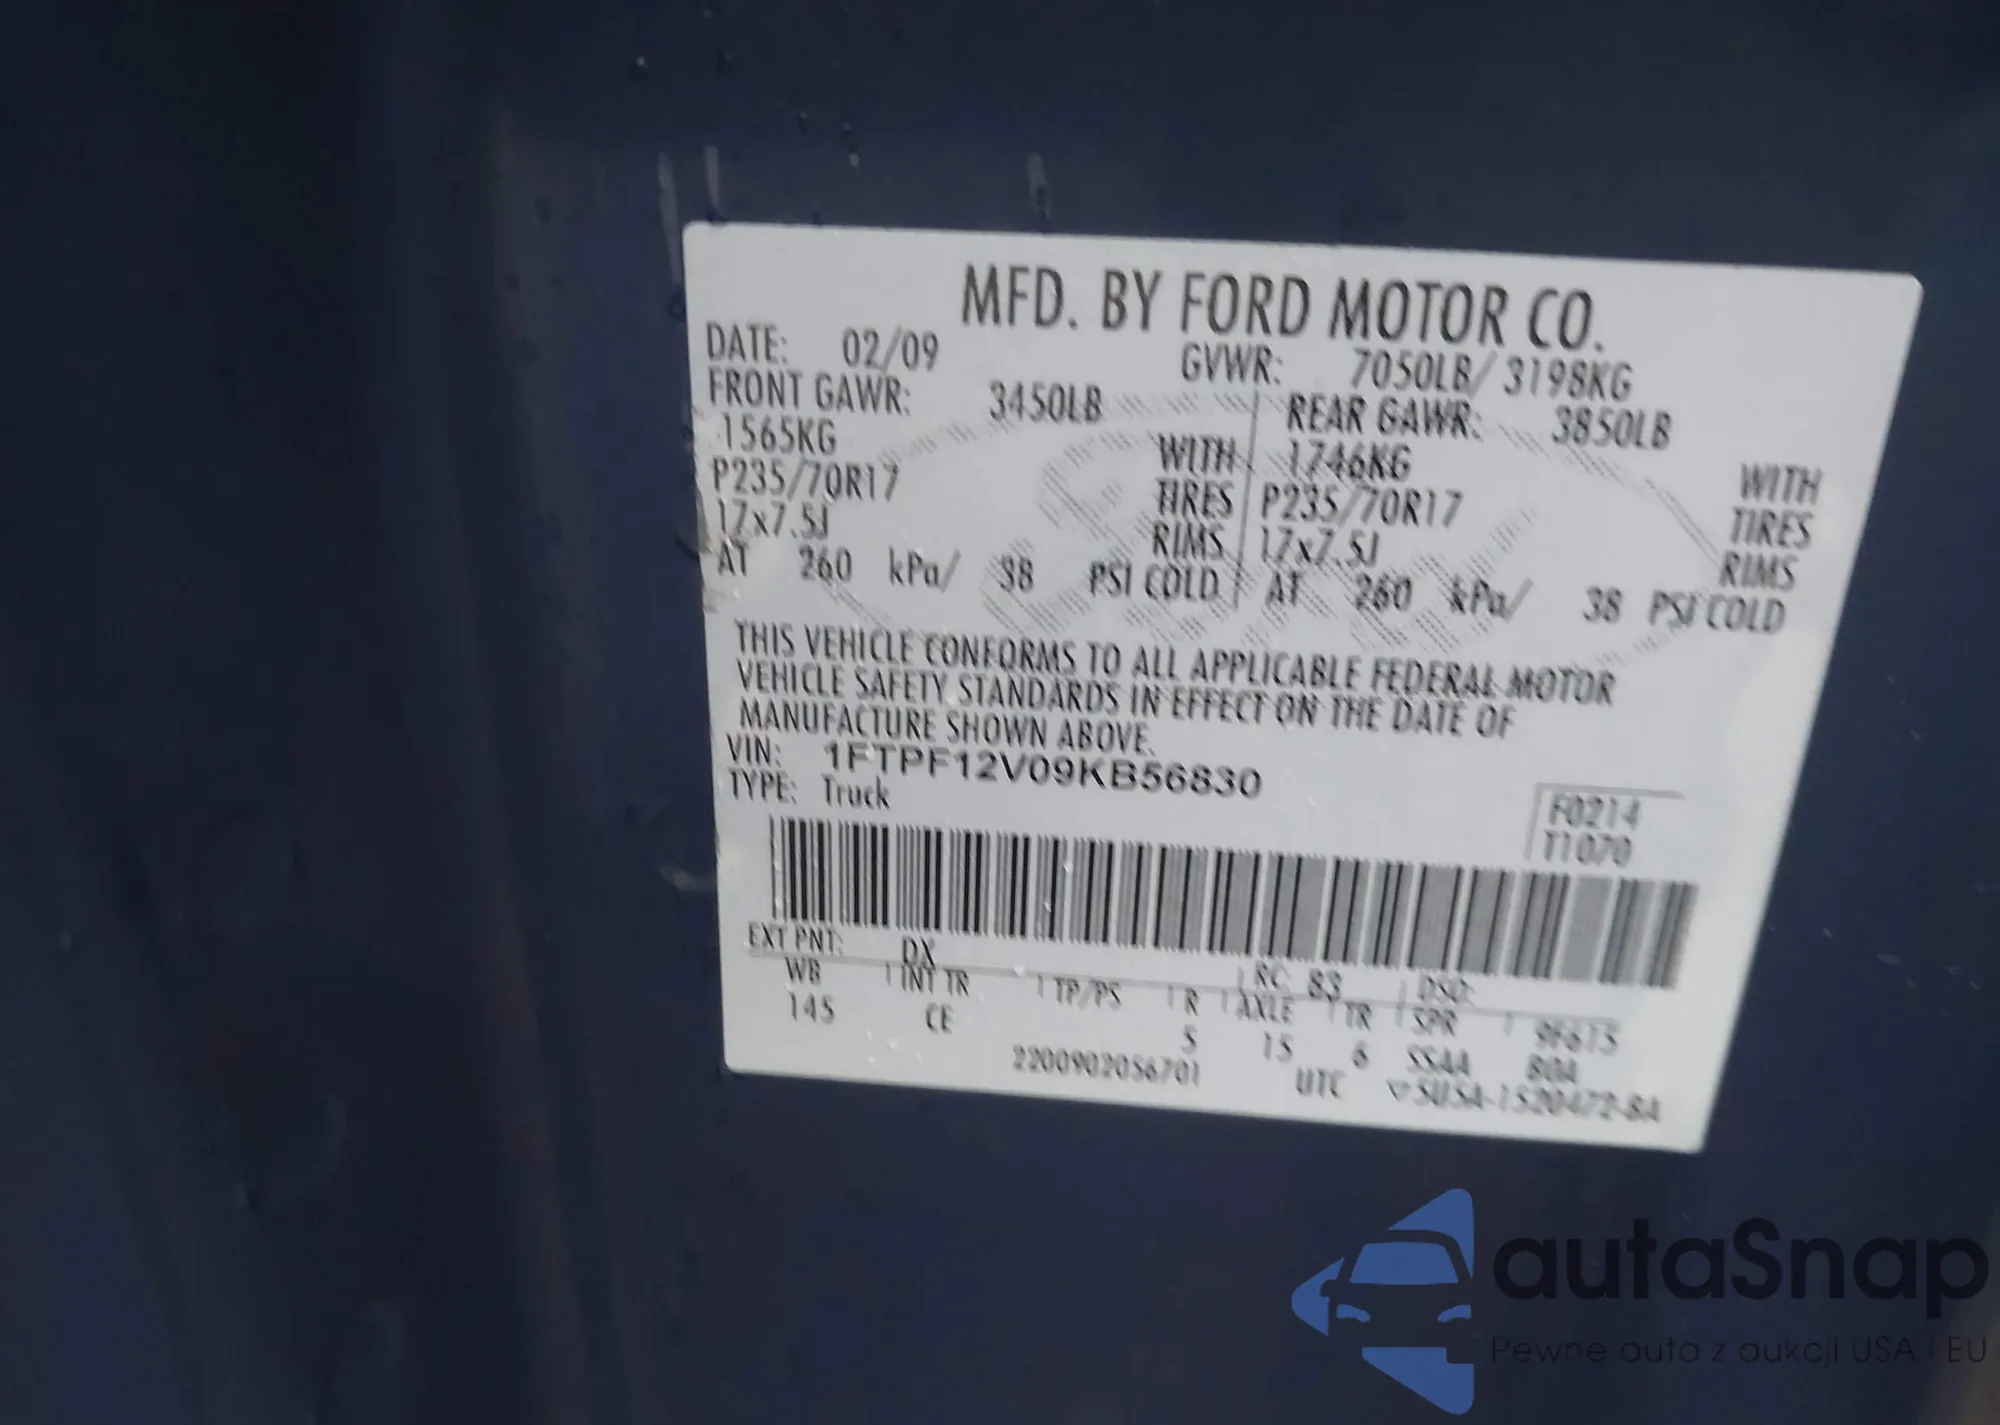 MFD. BY FORD MOTOR CO.
DATE: 02/09 GVWR: 7050LB/ 3198KG
FRONT GAWR: 3450LB REAR GAWR: 3850LB
1565KG WITH 1746KG WITH
P235/70R17 TIRES P235/70R17 TIRES
17x7.5J RIMS 17x7.5J RIMS
AT 260 kPa/ 38 PSI COLD AT 260 kPa/ 38 PSI COLD
THIS VEHICLE CONFORMS TO ALL APPLICABLE FEDERAL MOTOR
VEHICLE SAFETY STANDARDS IN EFFECT ON THE DATE OF
MANUFACTURE SHOWN ABOVE.
VIN: 1FTPF12V09KB56830
TYPE: Truck
F0214
T1070
EXT PNT: DX RC: 83 DSO:
WB INT TR TP/PS R AXLE TR SPR 9F615
145 CE 5 15 6 SSAA BOA
2200902056701 UTC 5U5A-1520472-BA
autaSnap
Pewne auta z aukcji USA i EU